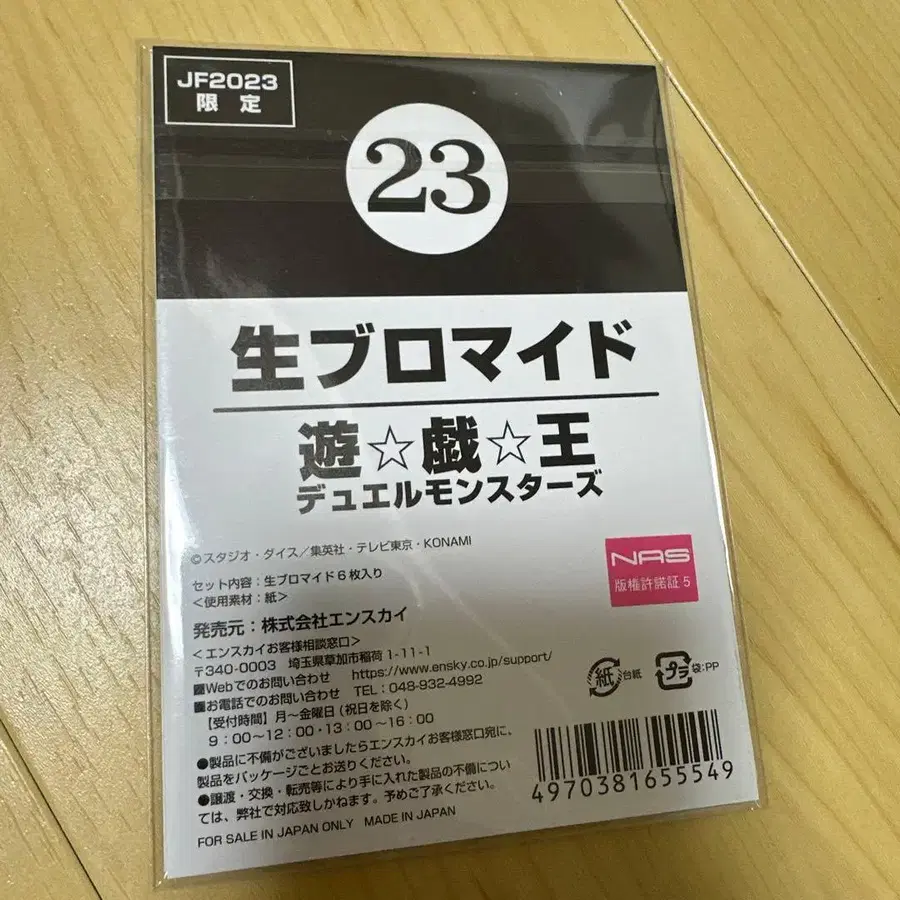 JF2023
限 定
23
生ブロマイド
遊☆戯☆王
デュエルモンスターズ
©スタジオ・ダイス／集英社・テレビ東京・KONAMI
セット内容：生ブロマイド6枚入り
＜使用素材：紙＞
NAS
版権許諾証 5
発売元：株式会社エンスカイ
＜エンスカイお客様相談窓口＞
〒340-0003 埼玉県草加市稲荷 1-11-1
■Webでのお問い合わせ https://www.ensky.co.jp/support/
■お電話でのお問い合わせ TEL：048-932-4992
【受付時間】月～金曜日（祝日を除く）
9：00～12：00・13：00～16：00
紙 台紙
プラ 袋:PP
●製品に不備がございましたらエンスカイお客様窓口宛に、
製品をパッケージごとお送りください。
●譲渡・交換・転売等により手に入れた製品の不備につい
ては、弊社で対応致しかねます。予めご了承ください。
FOR SALE IN JAPAN ONLY MADE IN JAPAN
4970381655549